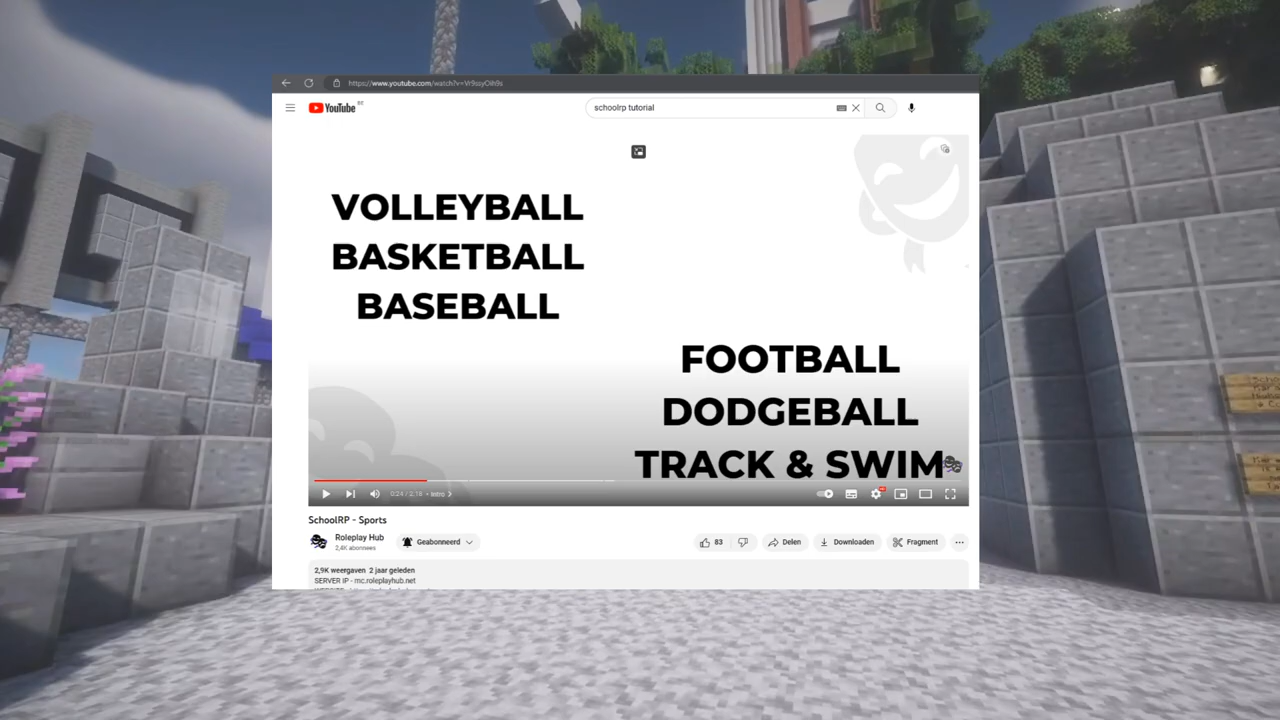 https://www.youtube.com/watch?v=Vr9ssyOlh9s
YouTube BE
schoolrp tutorial
VOLLEYBALL
BASKETBALL
BASEBALL
FOOTBALL
DODGEBALL
TRACK & SWIM
0:24 / 2:18 • Intro
SchoolRP - Sports
Roleplay Hub
2,4K abonnees
Geabonneerd
83
Delen
Downloaden
Fragment
2,9K weergaven 2 jaar geleden
SERVER IP - mc.roleplayhub.net